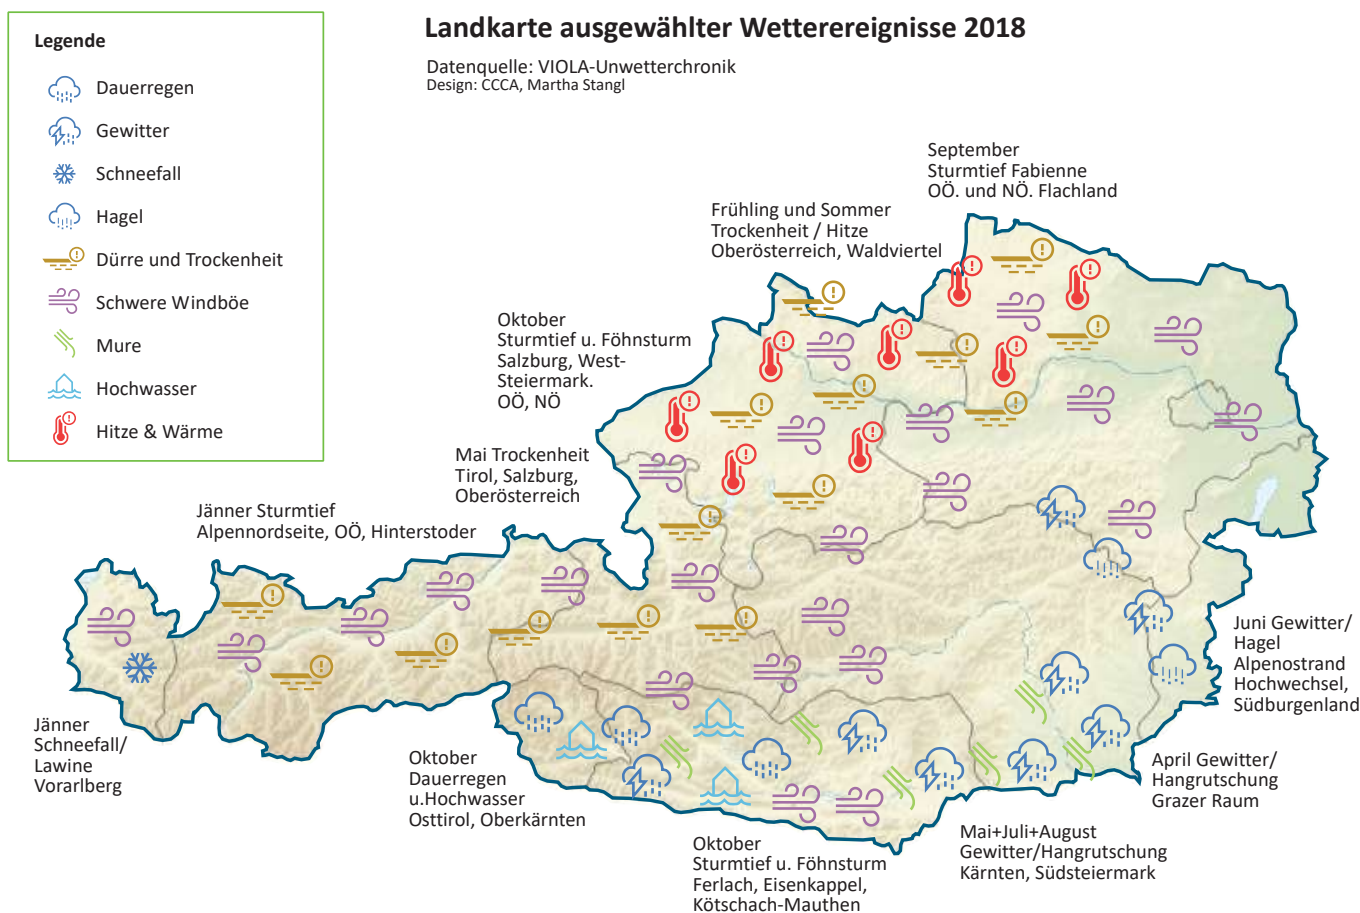 Landkarte ausgewählter Wetterereignisse 2018
Datenquelle: VIOLA-Unwetterchronik
Design: CCCA, Martha Stangl
Legende
Dauerregen
Gewitter
Schneefall
Hagel
Dürre und Trockenheit
Schwere Windböe
Mure
Hochwasser
Hitze & Wärme
September
Sturmtief Fabienne
OÖ. und NÖ. Flachland
Frühling und Sommer
Trockenheit / Hitze
Oberösterreich, Waldviertel
Oktober
Sturmtief u. Föhnsturm
Salzburg, West-
Steiermark.
OÖ, NÖ
Mai Trockenheit
Tirol, Salzburg,
Oberösterreich
Jänner Sturmtief
Alpennordseite, OÖ, Hinterstoder
Jänner
Schneefall/
Lawine
Vorarlberg
Oktober
Dauerregen
u.Hochwasser
Osttirol, Oberkärnten
Oktober
Sturmtief u. Föhnsturm
Ferlach, Eisenkappel,
Kötschach-Mauthen
Mai+Juli+August
Gewitter/Hangrutschung
Kärnten, Südsteiermark
April Gewitter/
Hangrutschung
Grazer Raum
Juni Gewitter/
Hagel
Alpenostrand
Hochwechsel,
Südburgenland